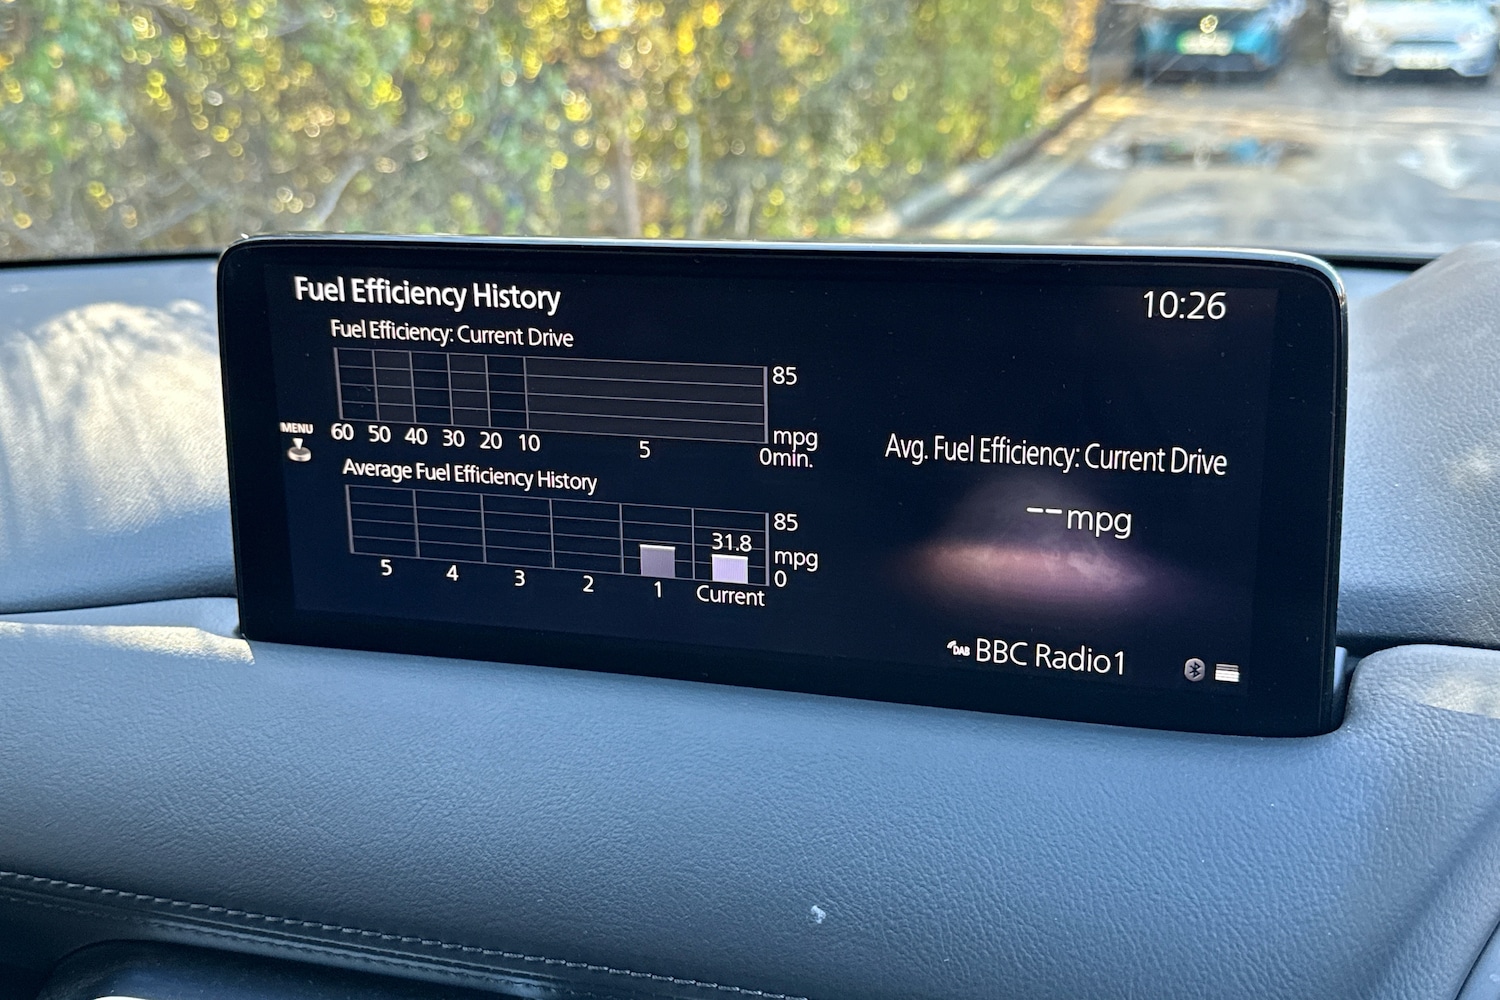 Fuel Efficiency History
10:26
Fuel Efficiency: Current Drive
85
mpg
60 50 40 30 20 10 5 0min.
MENU
Average Fuel Efficiency History
85
31.8
mpg
0
5 4 3 2 1 Current
Avg. Fuel Efficiency: Current Drive
--mpg
DAB BBC Radio1